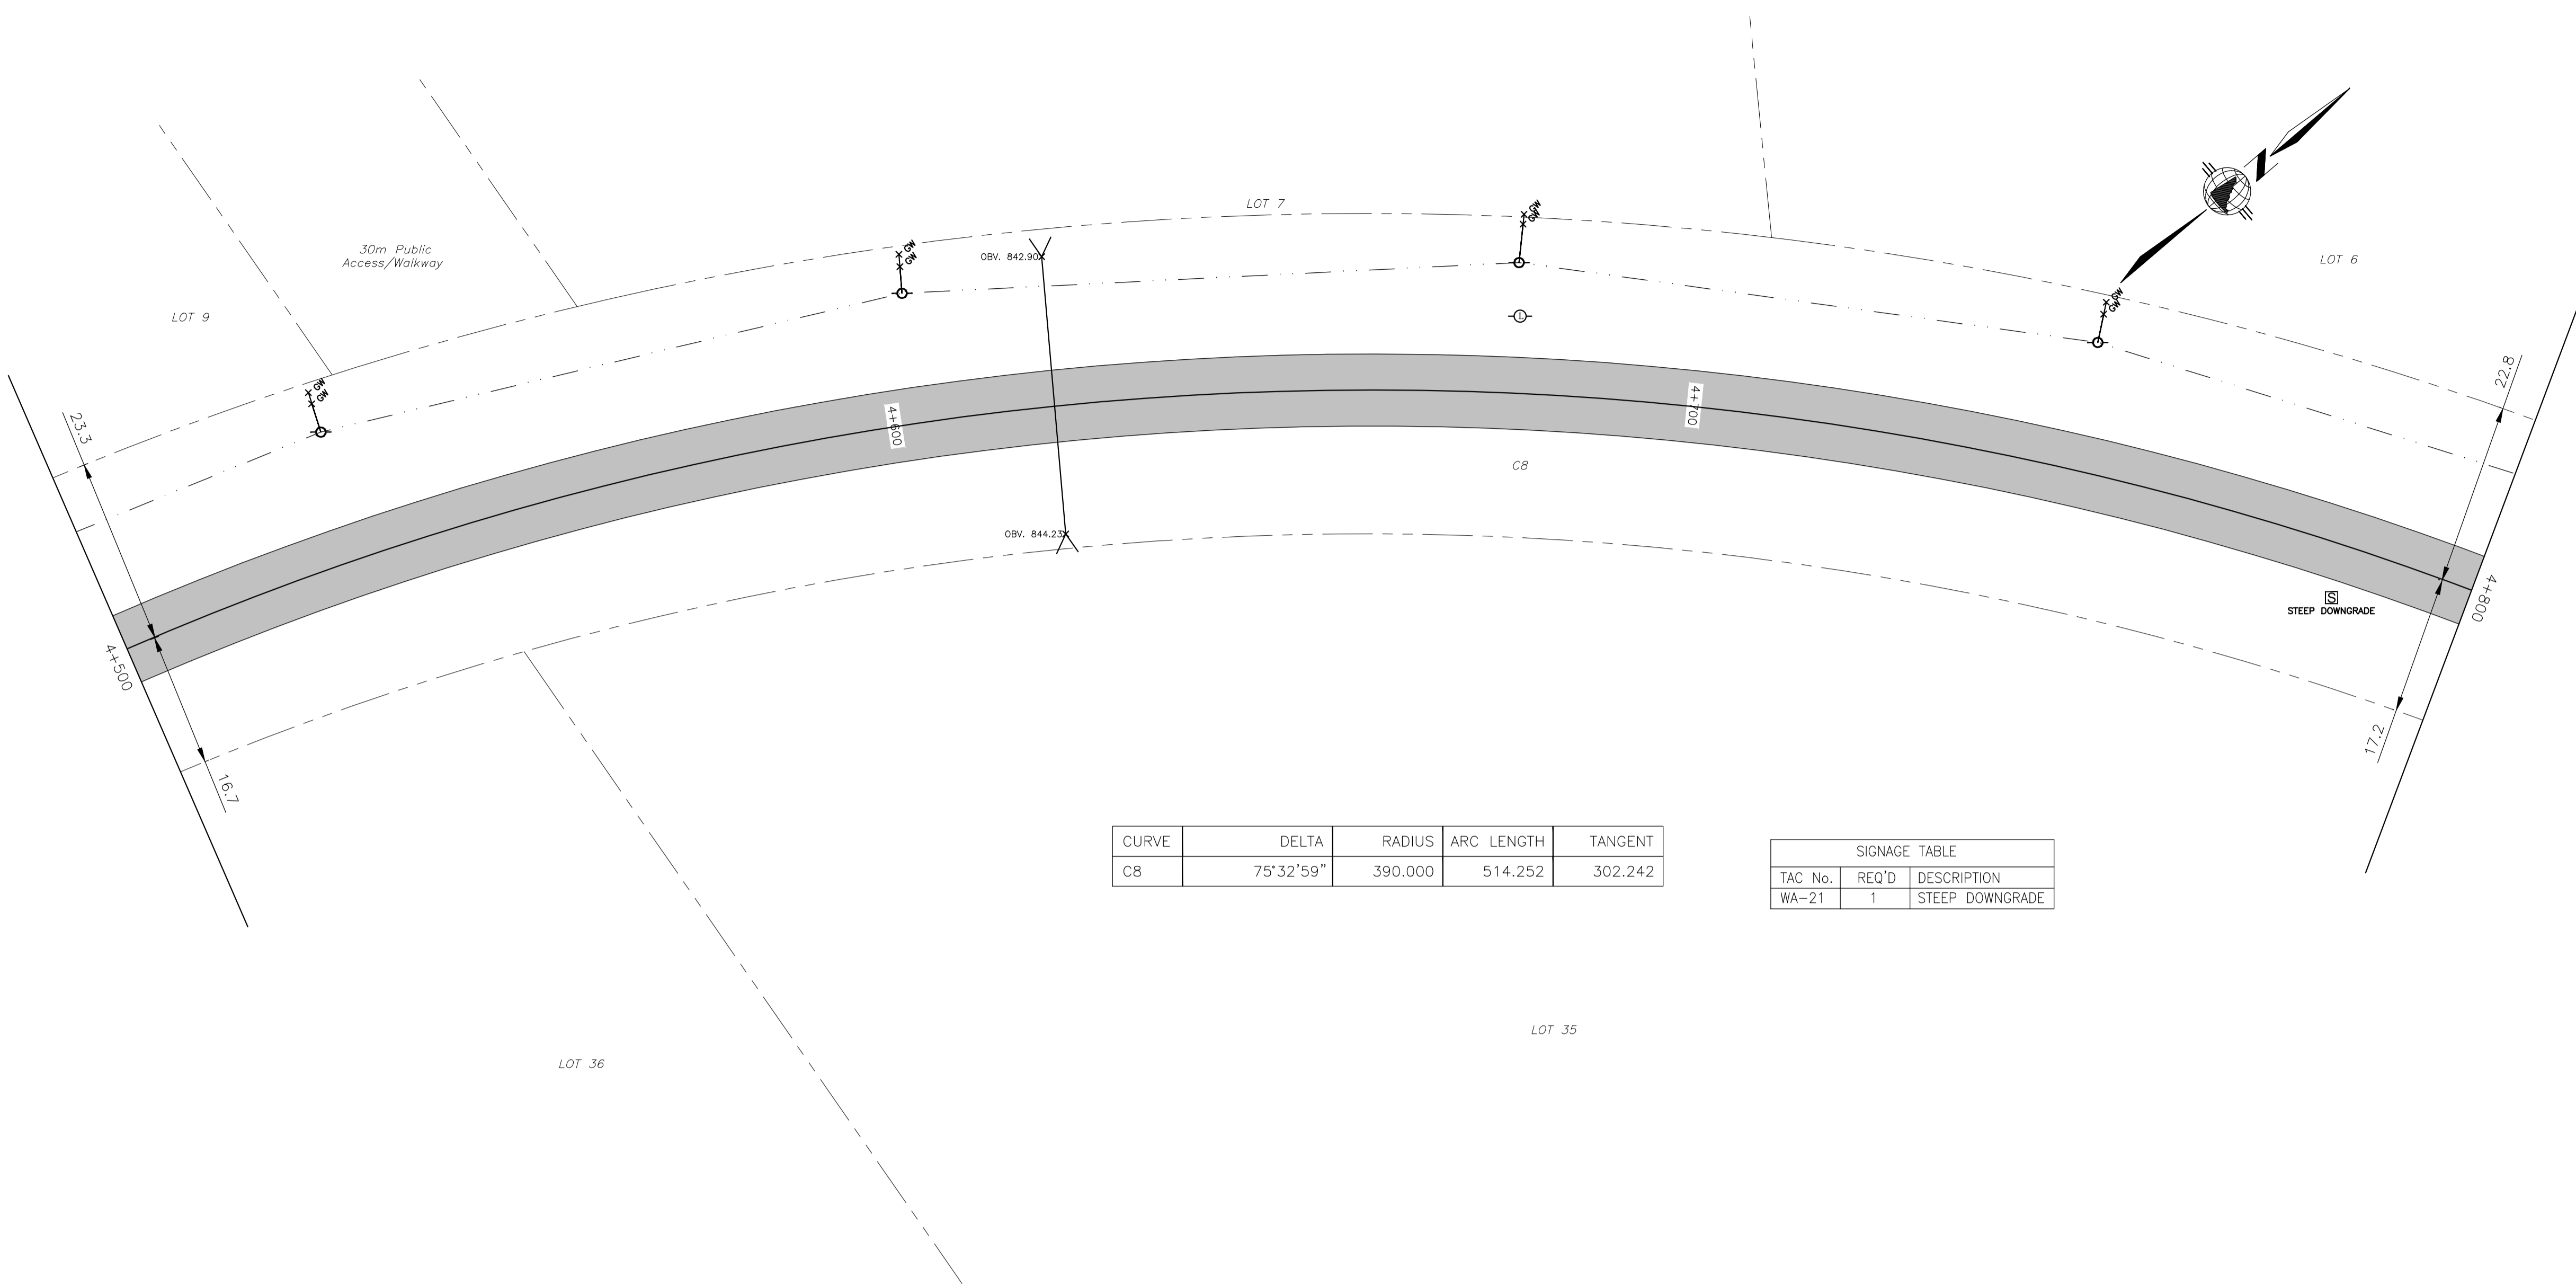 LOT 7
30m Public
Access/Walkway
LOT 9
LOT 6
N
GW
GW
GW
GW
GW
GW
GW
GW
OBV. 842.90
L
23.3
22.8
4+600
4+700
C8
OBV. 844.23
S
STEEP DOWNGRADE
4+800
4+500
16.7
17.2
CURVE DELTA RADIUS ARC LENGTH TANGENT
C8 75°32'59" 390.000 514.252 302.242
SIGNAGE TABLE
TAC No. REQ'D DESCRIPTION
WA-21 1 STEEP DOWNGRADE
LOT 35
LOT 36